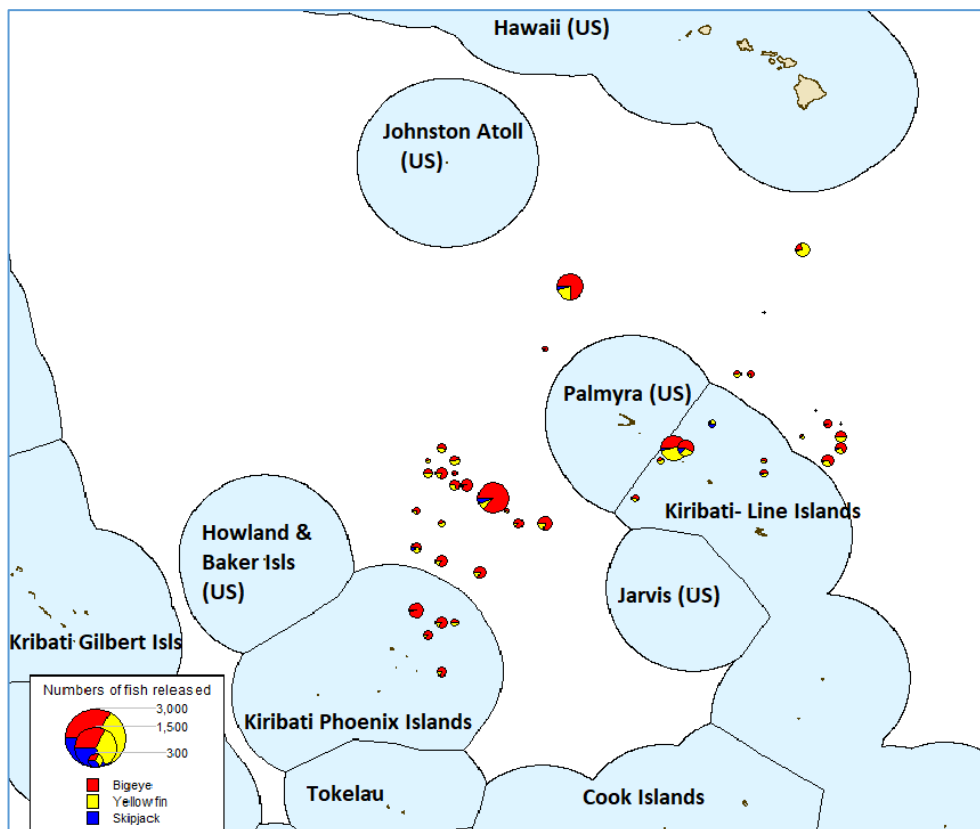 Hawaii (US)
Johnston Atoll
(US)
Palmyra (US)
Kiribati- Line Islands
Howland &
Baker Isls
(US)
Jarvis (US)
Kribati Gilbert Isls
Kiribati Phoenix Islands
Tokelau
Cook Islands
Numbers of fish released
3,000
1,500
300
Bigeye
Yellowfin
Skipjack